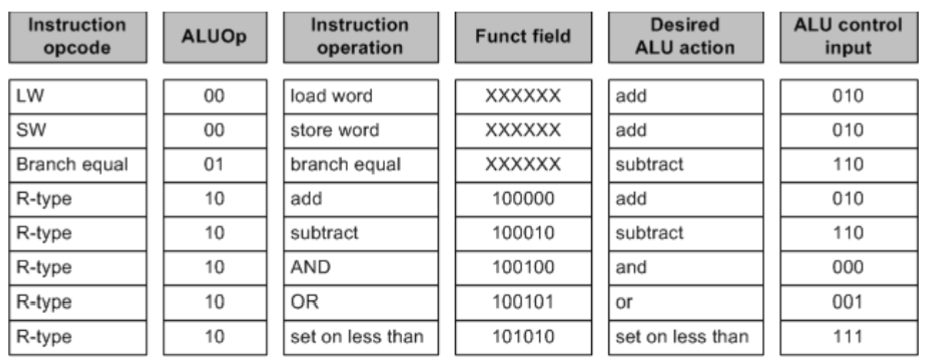 Instruction opcode ALUOp Instruction operation Funct field Desired ALU action ALU control input
LW 00 load word XXXXXX add 010
SW 00 store word XXXXXX add 010
Branch equal 01 branch equal XXXXXX subtract 110
R-type 10 add 100000 add 010
R-type 10 subtract 100010 subtract 110
R-type 10 AND 100100 and 000
R-type 10 OR 100101 or 001
R-type 10 set on less than 101010 set on less than 111